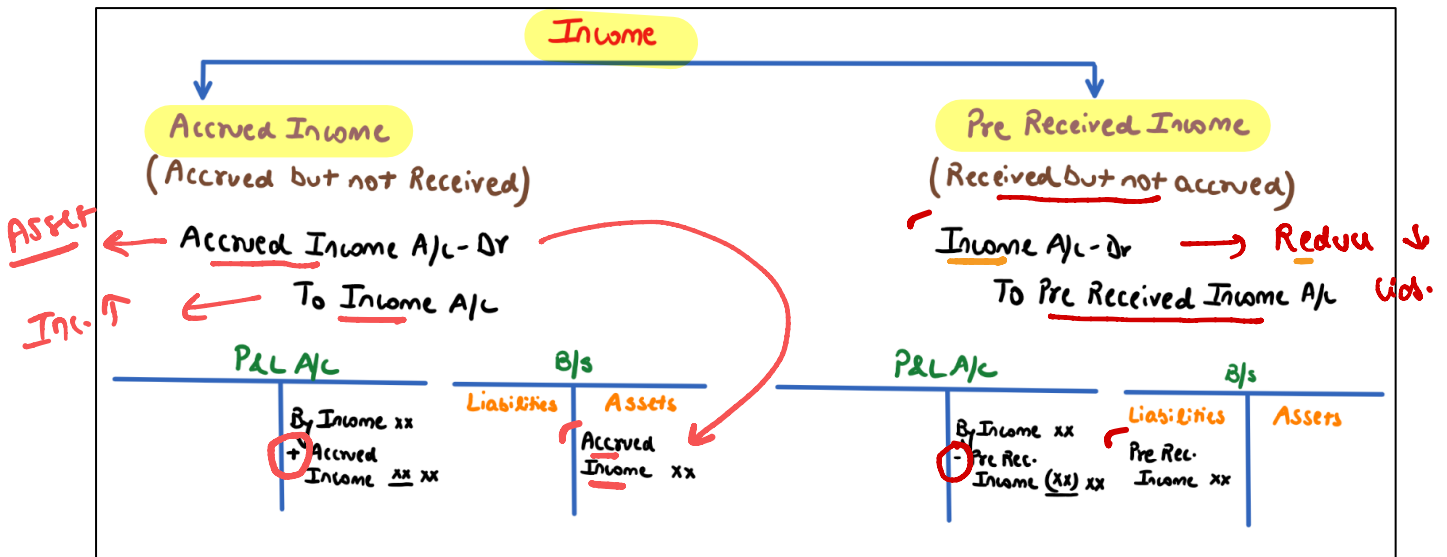 Income
Accrued Income
(Accrued but not Received)
Asset
Accrued Income A/c - Dr
To Income A/c
Inc. ↑
P&L A/c
By Income xx
+ Accrued
Income xx xx
B/s
Liabilities Assets
Accrued
Income xx
Pre Received Income
(Received but not accrued)
Income A/c - Dr → Reduce ↓
To Pre Received Income A/c
P&L A/c
By Income xx
- Pre Rec.
Income (xx) xx
B/s
Liabilities Assets
Pre Rec.
Income xx